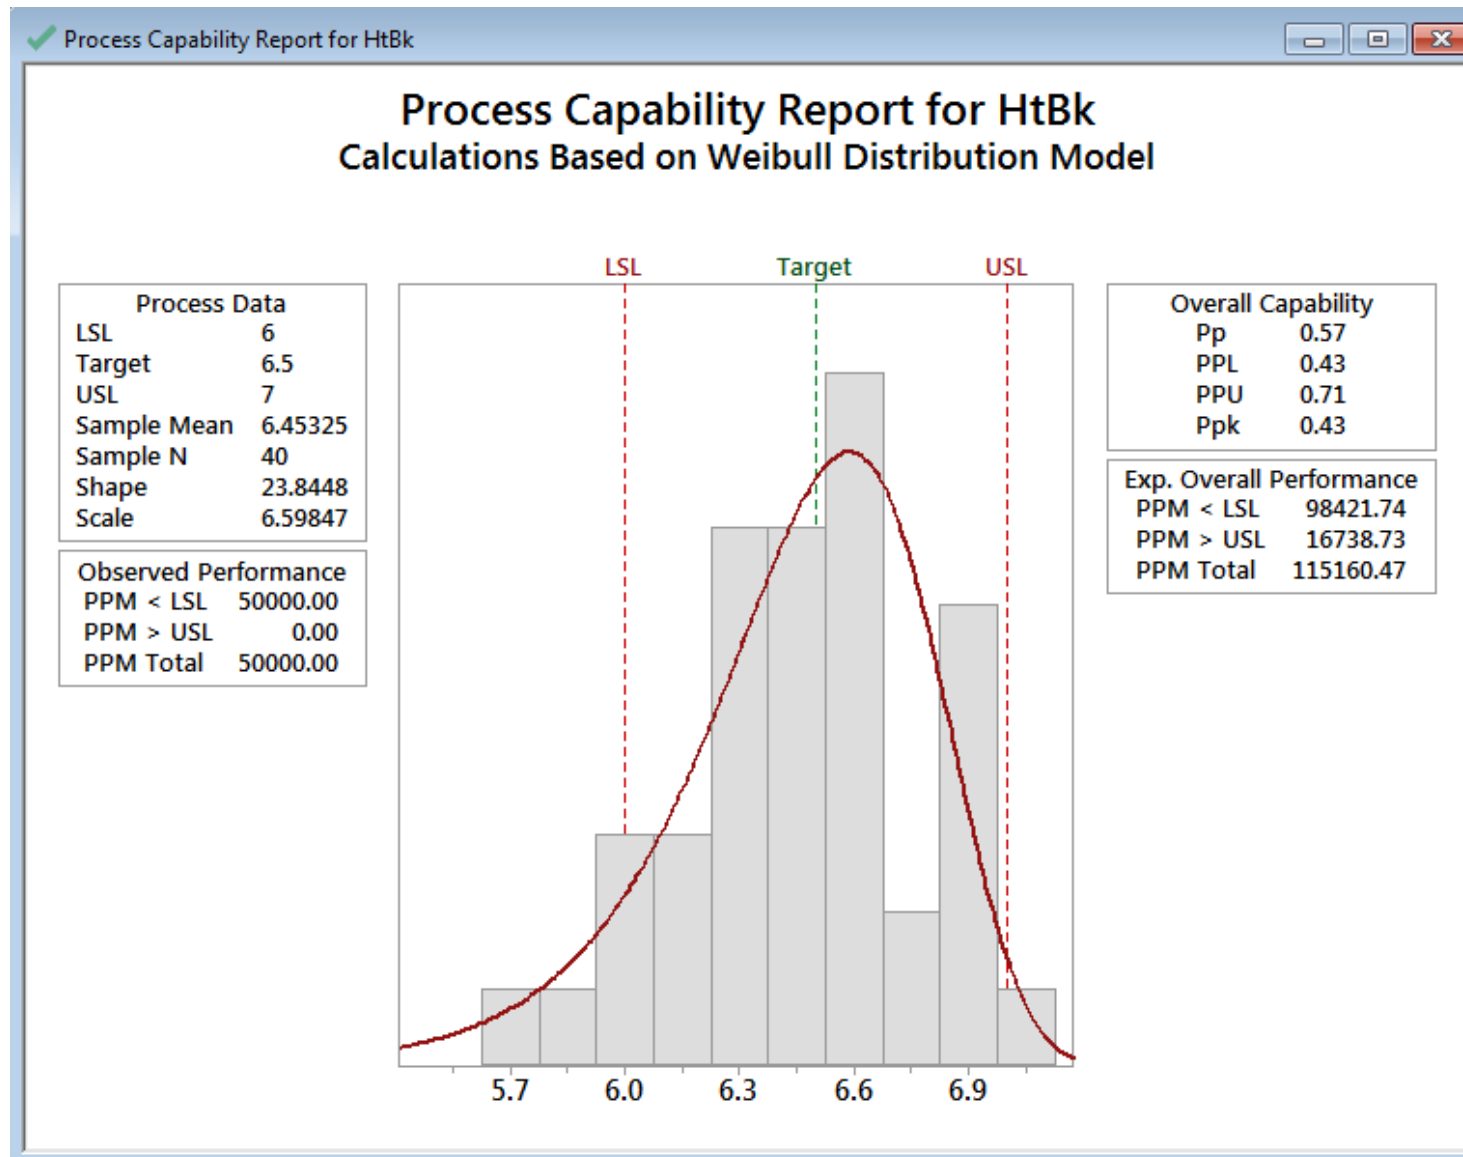 Process Capability Report for HtBk
Process Capability Report for HtBk
Calculations Based on Weibull Distribution Model
LSL Target USL
Process Data
LSL 6
Target 6.5
USL 7
Sample Mean 6.45325
Sample N 40
Shape 23.8448
Scale 6.59847
Observed Performance
PPM < LSL 50000.00
PPM > USL 0.00
PPM Total 50000.00
Overall Capability
Pp 0.57
PPL 0.43
PPU 0.71
Ppk 0.43
Exp. Overall Performance
PPM < LSL 98421.74
PPM > USL 16738.73
PPM Total 115160.47
5.7 6.0 6.3 6.6 6.9